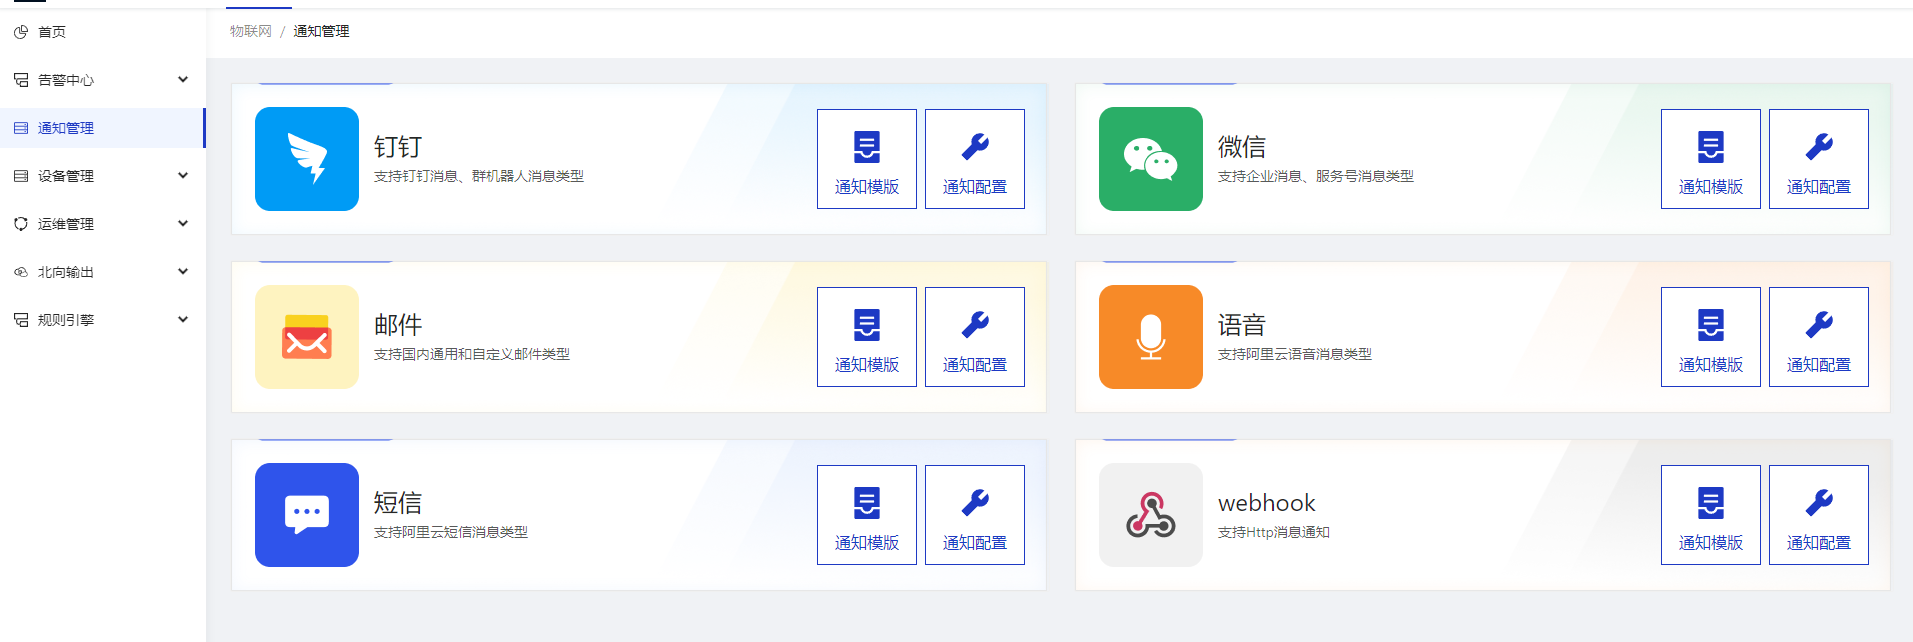 首页
告警中心
通知管理
设备管理
运维管理
北向输出
规则引擎
物联网 / 通知管理
钉钉
支持钉钉消息、群机器人消息类型
通知模版
通知配置
微信
支持企业消息、服务号消息类型
通知模版
通知配置
邮件
支持国内通用和自定义邮件类型
通知模版
通知配置
语音
支持阿里云语音消息类型
通知模版
通知配置
短信
支持阿里云短信消息类型
通知模版
通知配置
webhook
支持Http消息通知
通知模版
通知配置